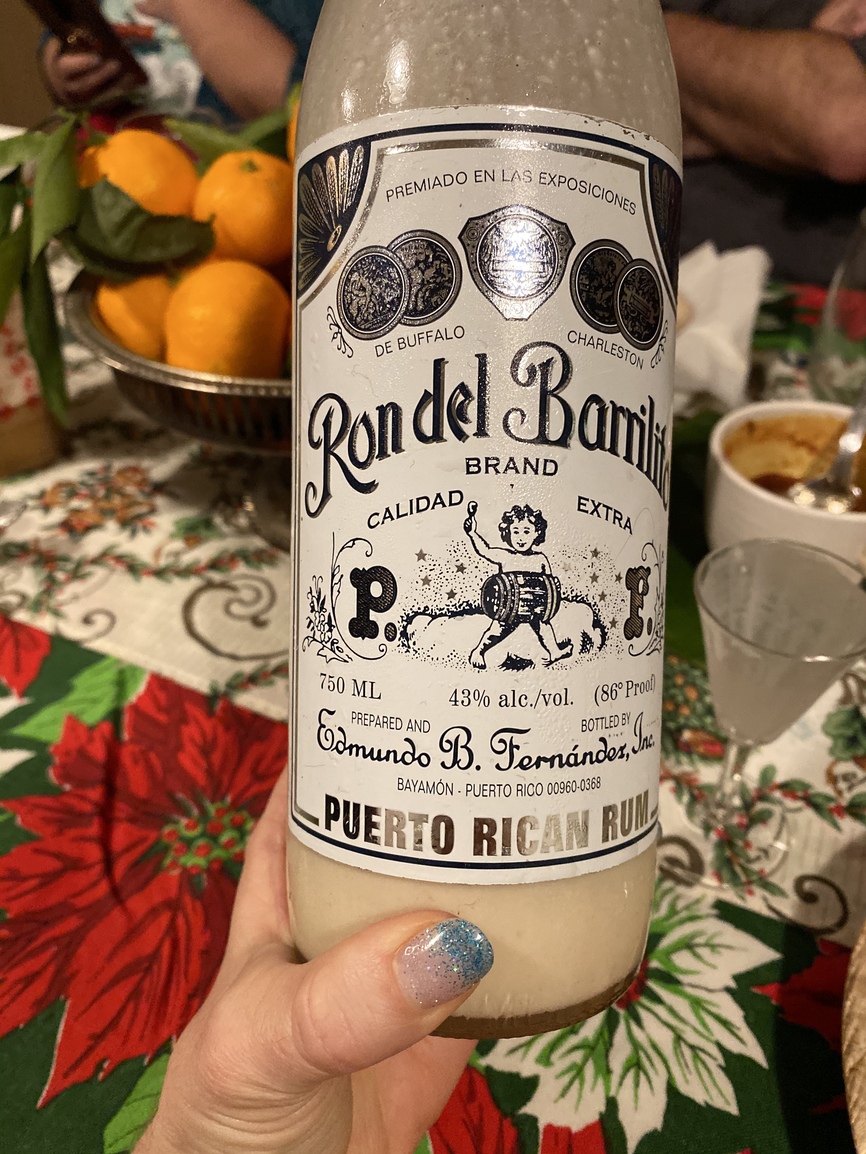 PREMIADO EN LAS EXPOSICIONES
DE BUFFALO CHARLESTON
Ron del Barrilito
BRAND
CALIDAD EXTRA
P. F.
750 ML 43% alc./vol. (86° Proof)
PREPARED AND BOTTLED BY
Edmundo B. Fernández, Inc.
BAYAMÓN - PUERTO RICO 00960-0368
PUERTO RICAN RUM